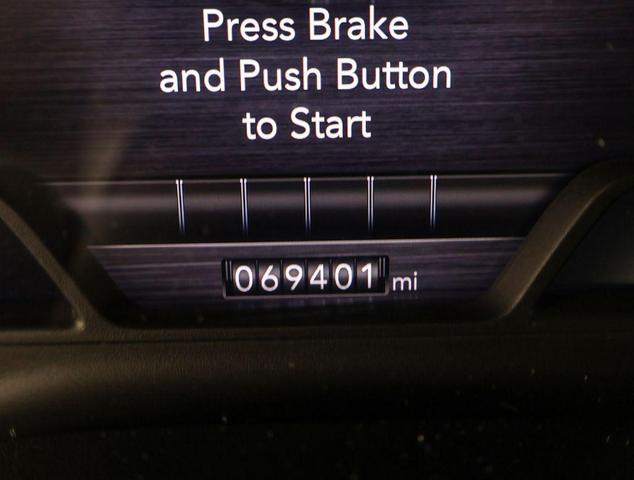 Press Brake
and Push Button
to Start
069401 mi